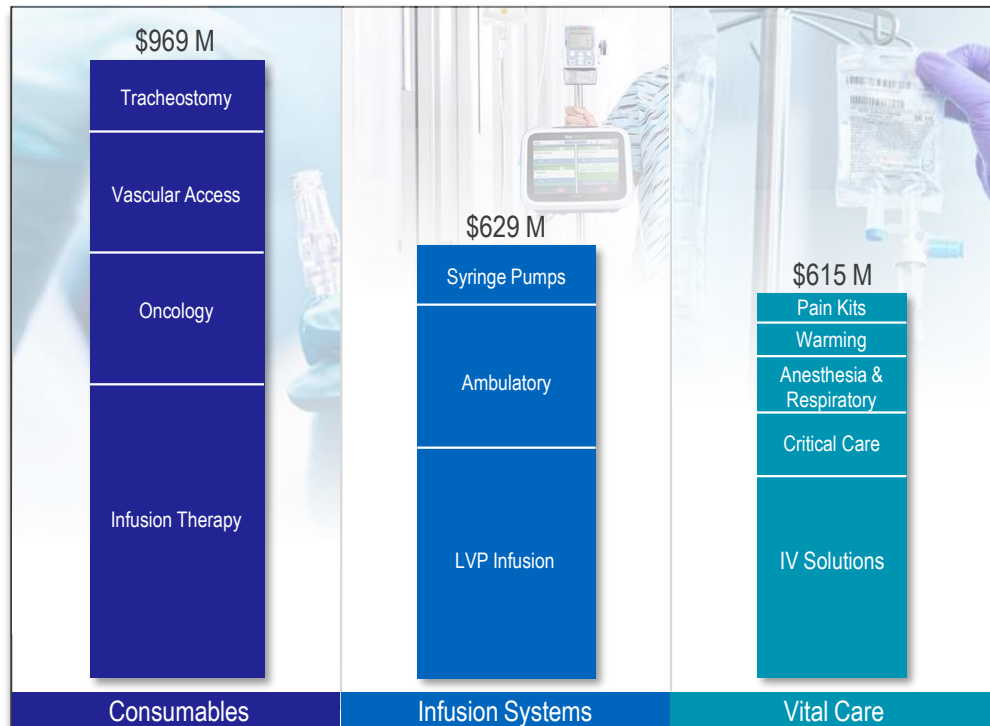 $969 M
Tracheostomy
Vascular Access
Oncology
Infusion Therapy
Consumables
$629 M
Syringe Pumps
Ambulatory
LVP Infusion
Infusion Systems
$615 M
Pain Kits
Warming
Anesthesia &
Respiratory
Critical Care
IV Solutions
Vital Care